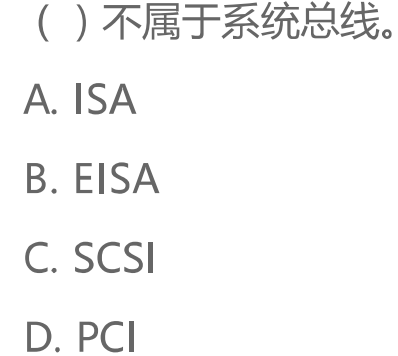 （ ）不属于系统总线。
A. ISA
B. EISA
C. SCSI
D. PCI